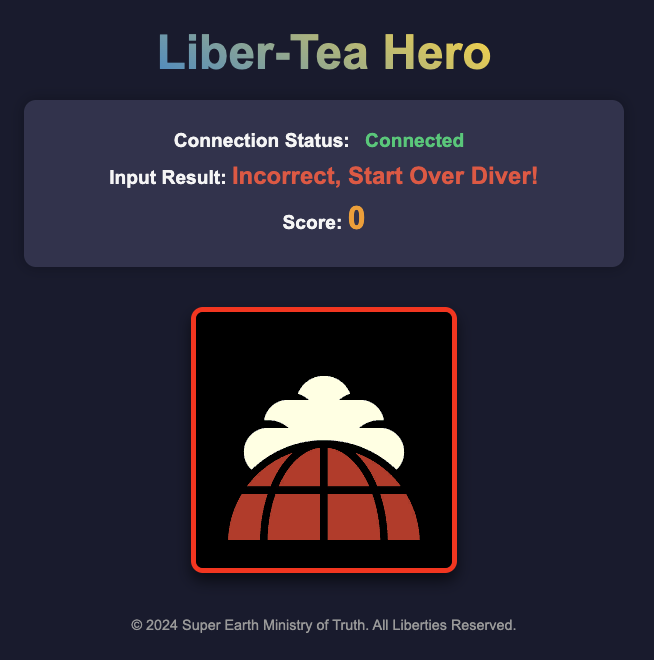 Liber-Tea Hero
Connection Status: Connected
Input Result: Incorrect, Start Over Diver!
Score: 0
© 2024 Super Earth Ministry of Truth. All Liberties Reserved.